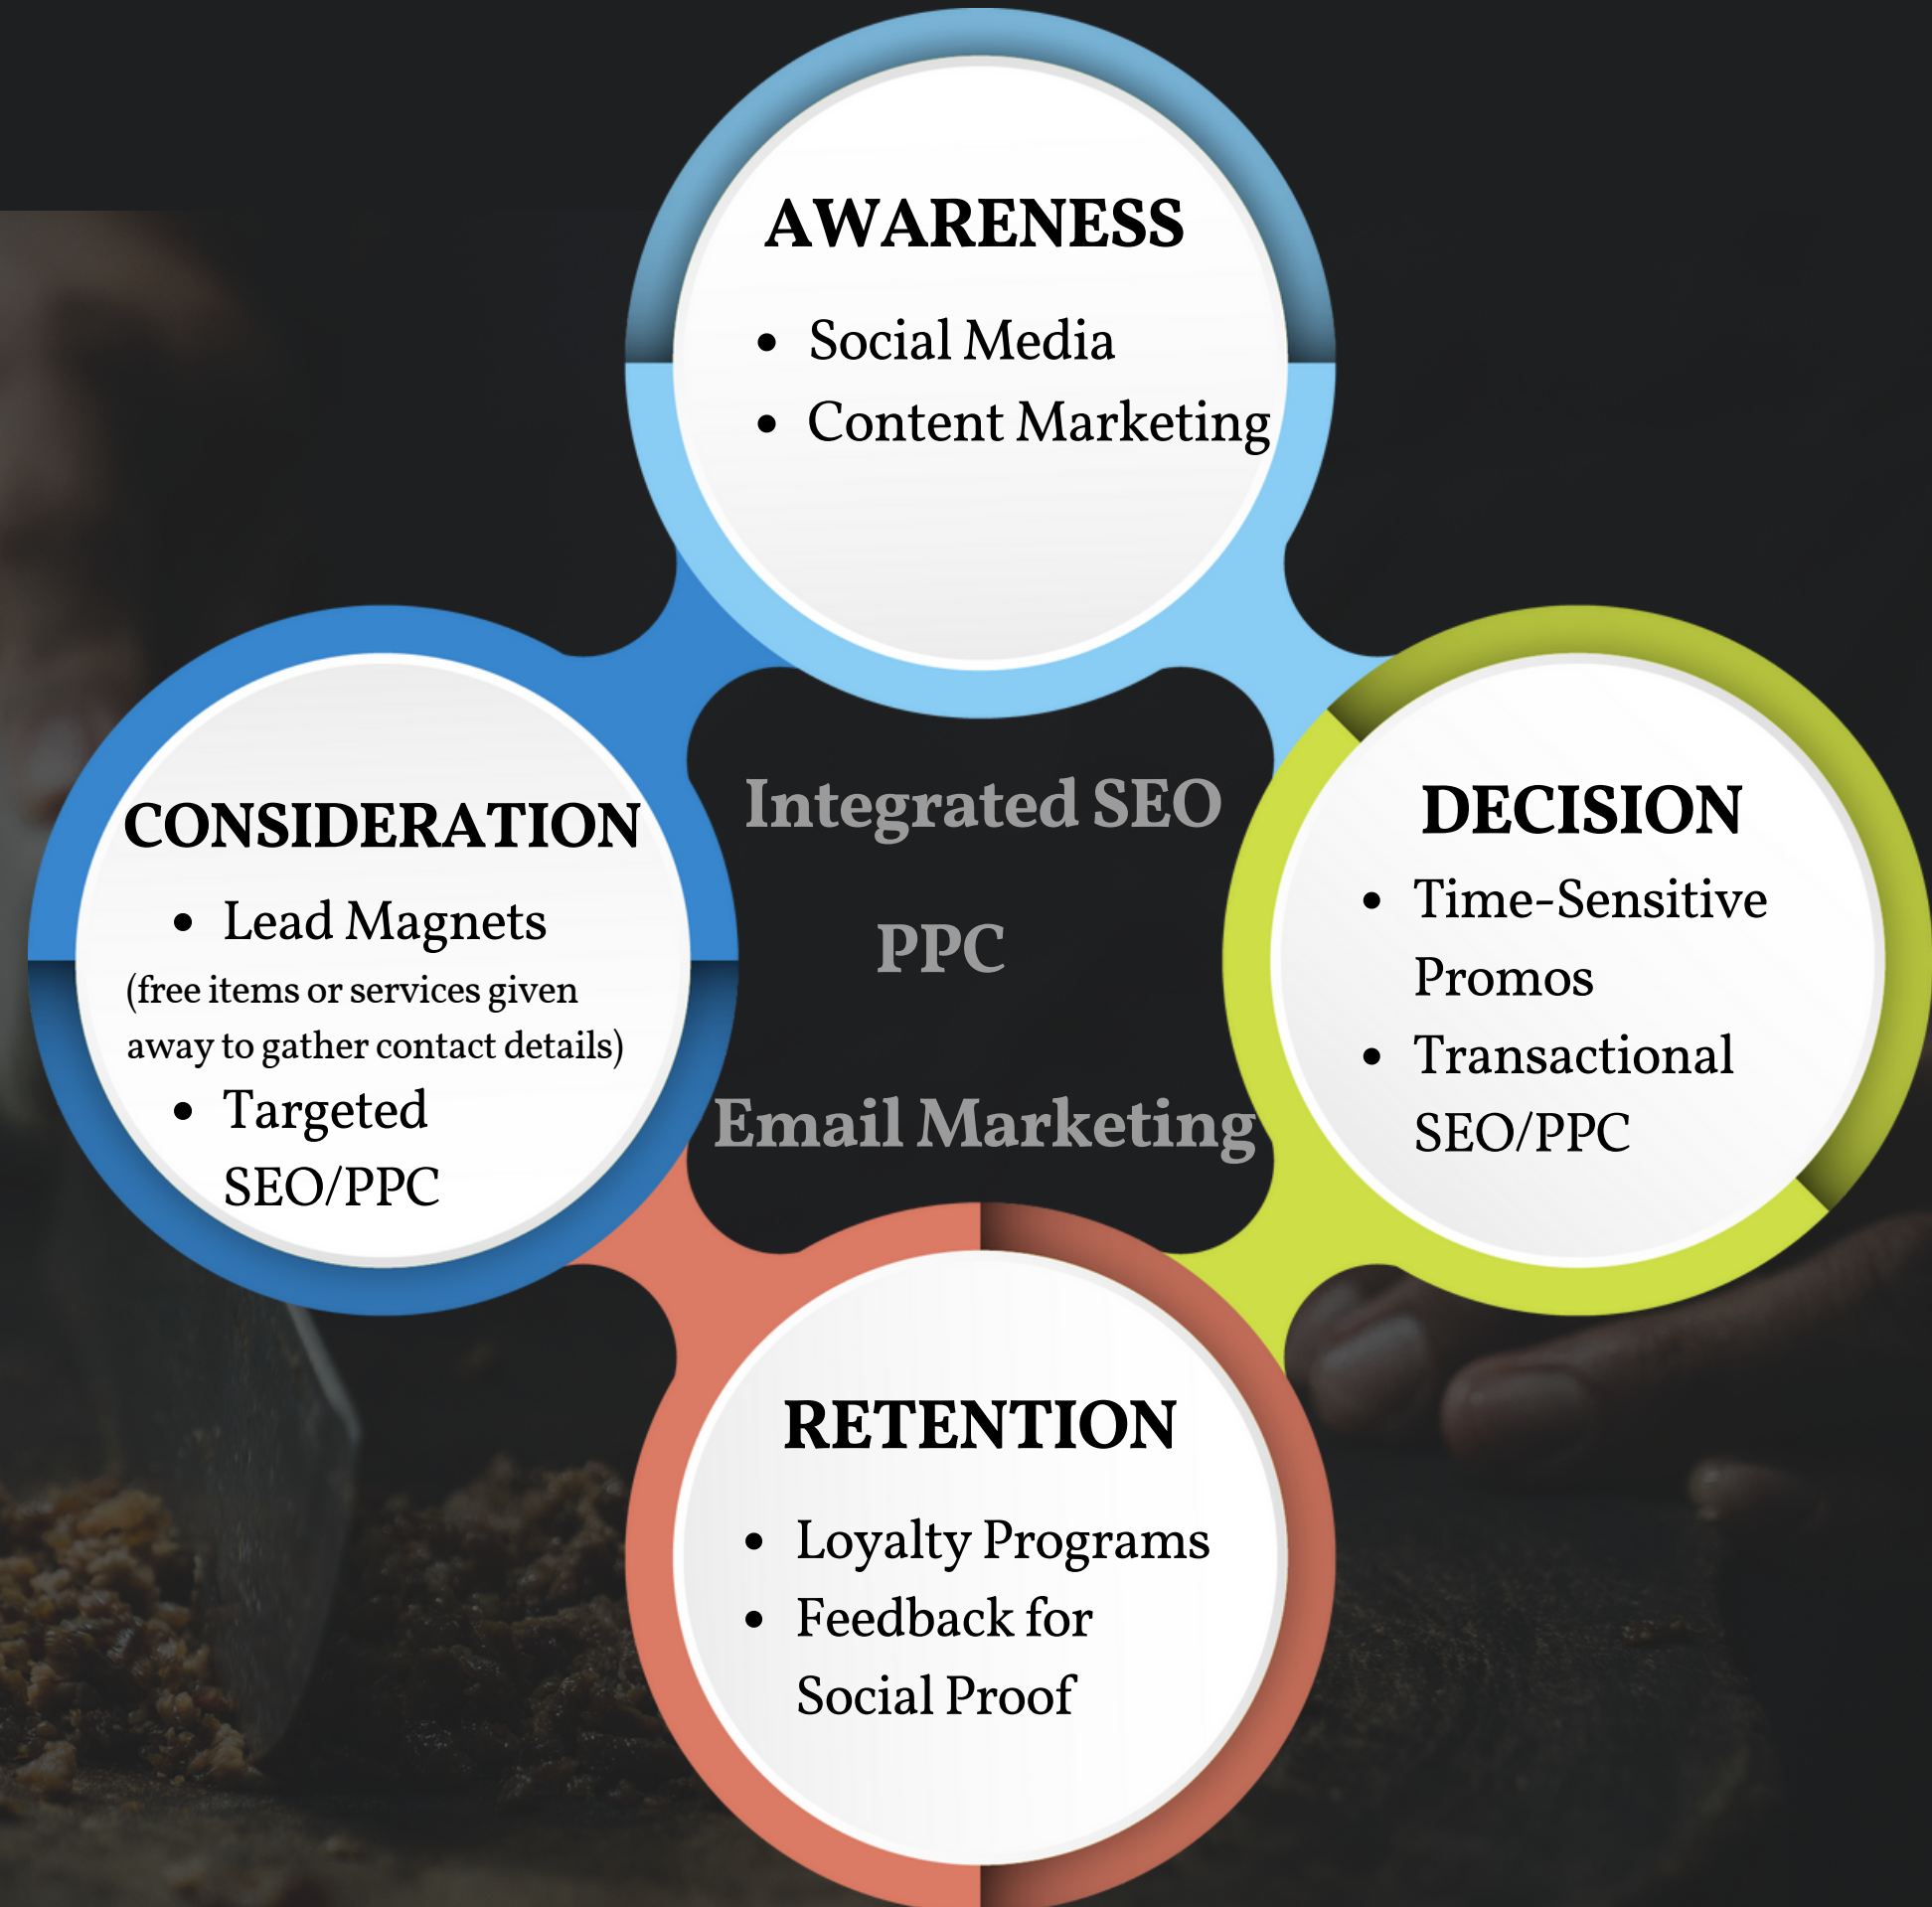 AWARENESS
• Social Media
• Content Marketing
CONSIDERATION
• Lead Magnets
(free items or services given
away to gather contact details)
• Targeted
SEO/PPC
Integrated SEO
PPC
Email Marketing
DECISION
• Time-Sensitive
Promos
• Transactional
SEO/PPC
RETENTION
• Loyalty Programs
• Feedback for
Social Proof